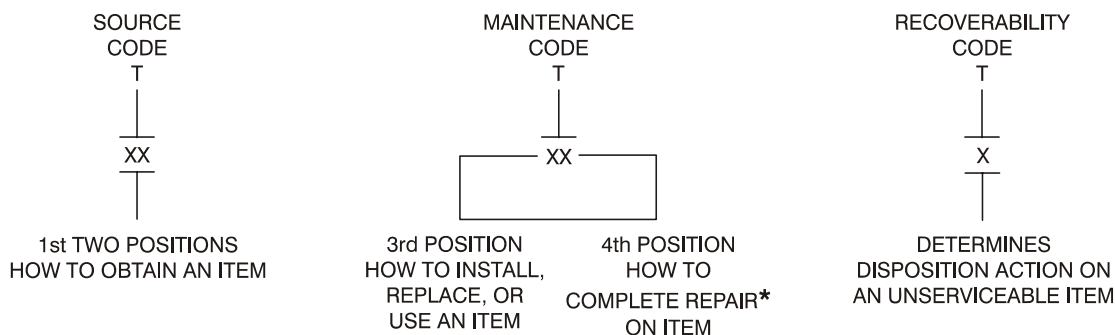 SOURCE
CODE
T
XX
1st TWO POSITIONS
HOW TO OBTAIN AN ITEM
MAINTENANCE
CODE
T
XX
3rd POSITION
HOW TO INSTALL,
REPLACE, OR
USE AN ITEM
4th POSITION
HOW TO
COMPLETE REPAIR*
ON ITEM
RECOVERABILITY
CODE
T
X
DETERMINES
DISPOSITION ACTION ON
AN UNSERVICEABLE ITEM